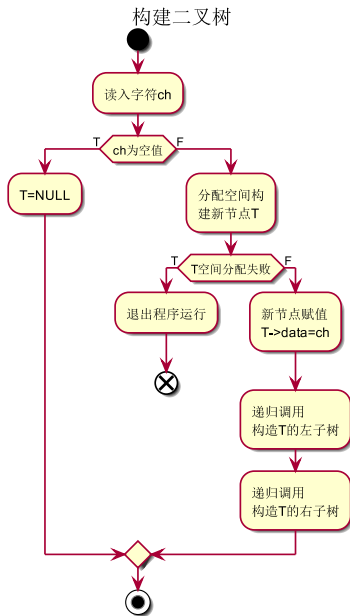 构建二叉树
读入字符ch
T
ch为空值
F
T=NULL
分配空间构
建新节点T
T
T空间分配失败
F
退出程序运行
新节点赋值
T->data=ch
递归调用
构造T的左子树
递归调用
构造T的右子树